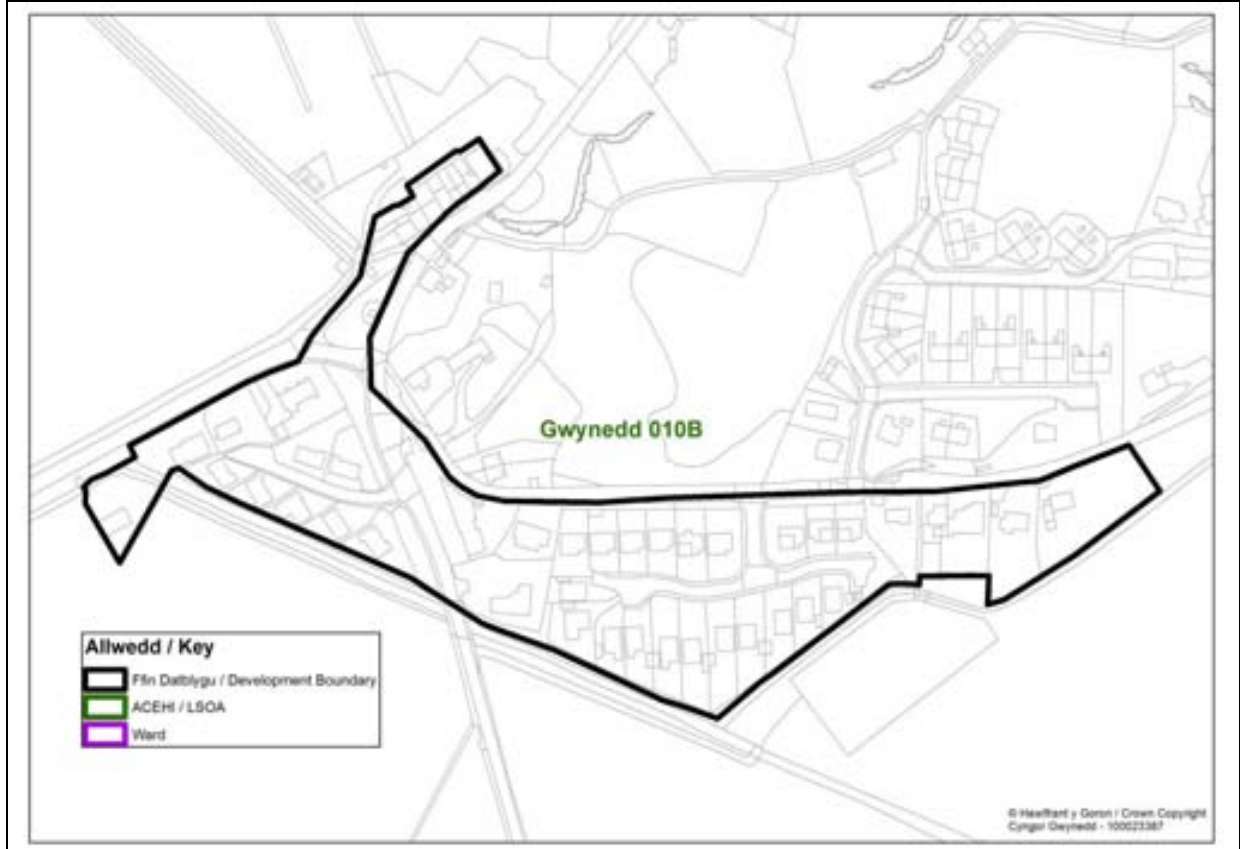 Gwynedd 010B
Allwedd / Key
Ffin Datblygu / Development Boundary
ACEHI / LSOA
Ward
© Hawlfraint y Goron / Crown Copyright
Cyngor Gwynedd - 100023387